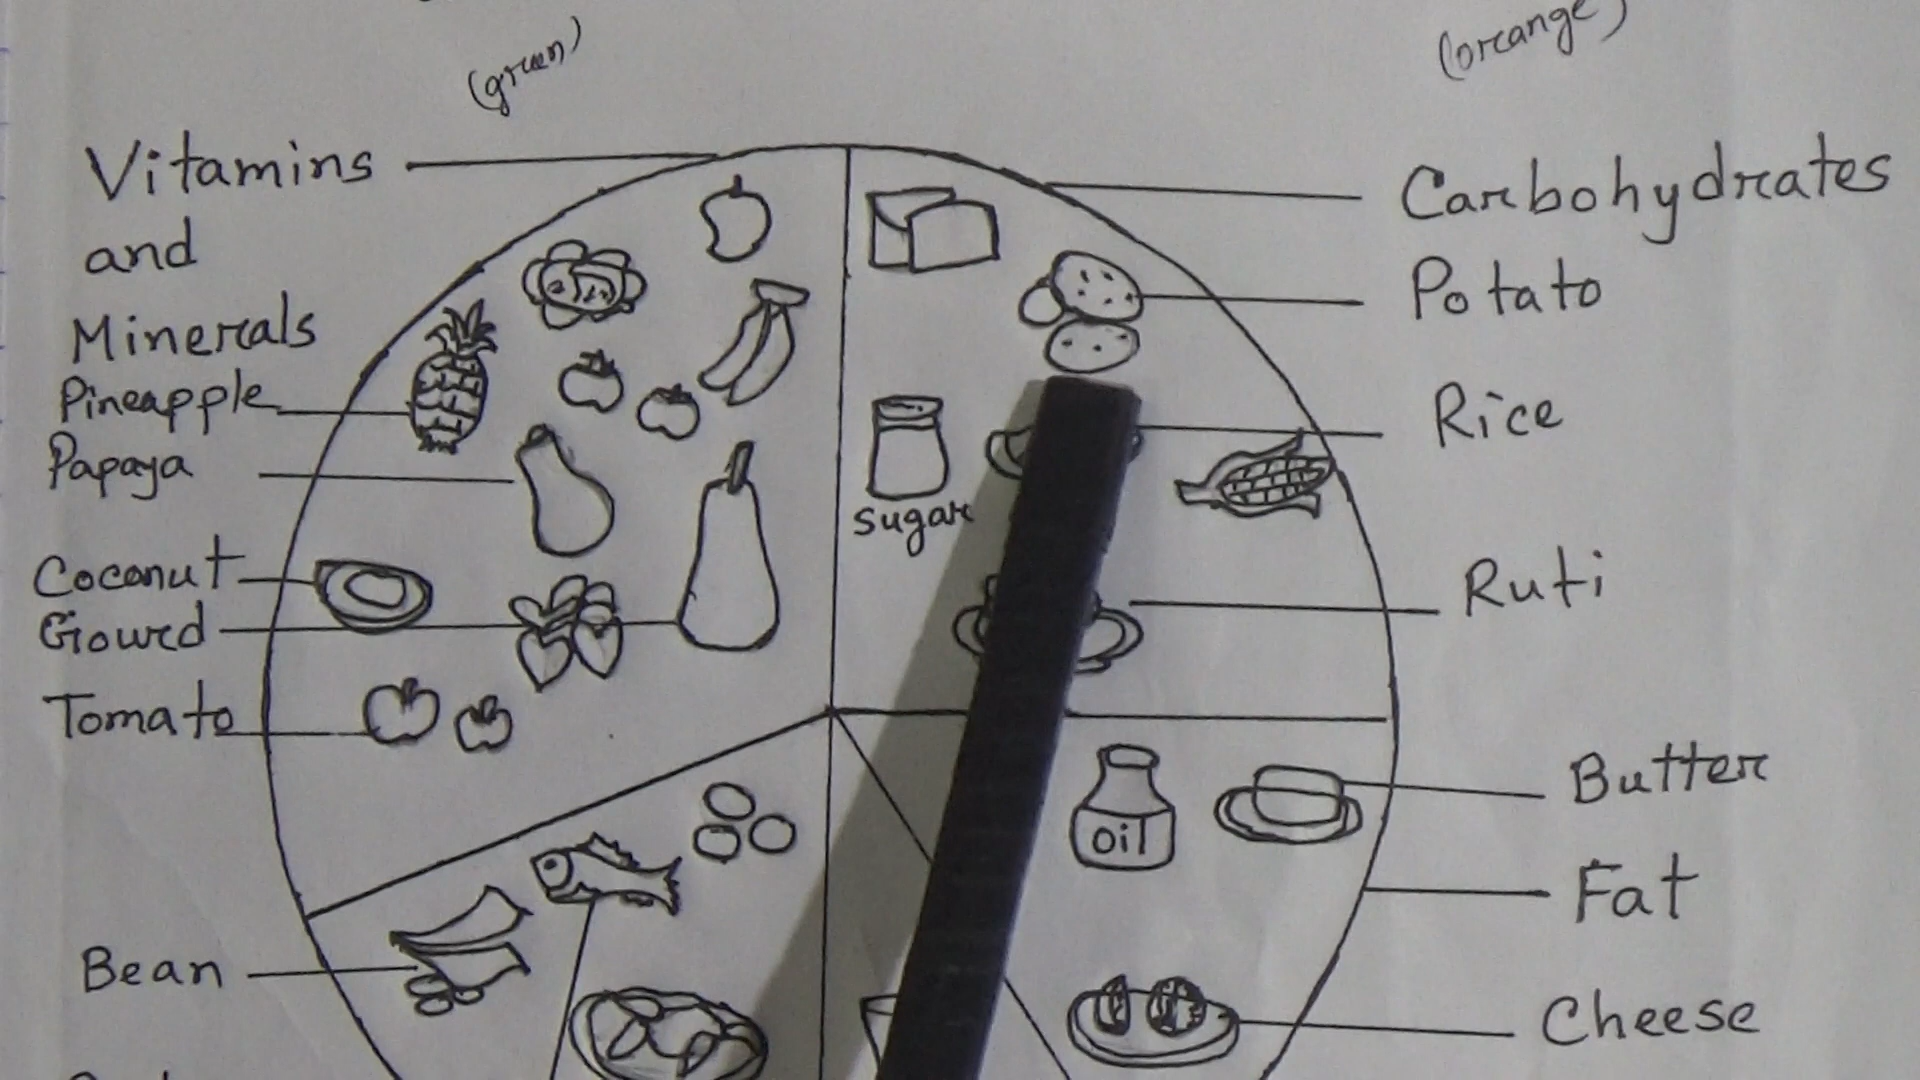 (green)
(orange)
Vitamins
and
Minerals
Pineapple
Papaya
Coconut
Gourd
Tomato
Bean
Carbohydrates
Potato
Rice
Ruti
Butter
Fat
Cheese
sugar
oil